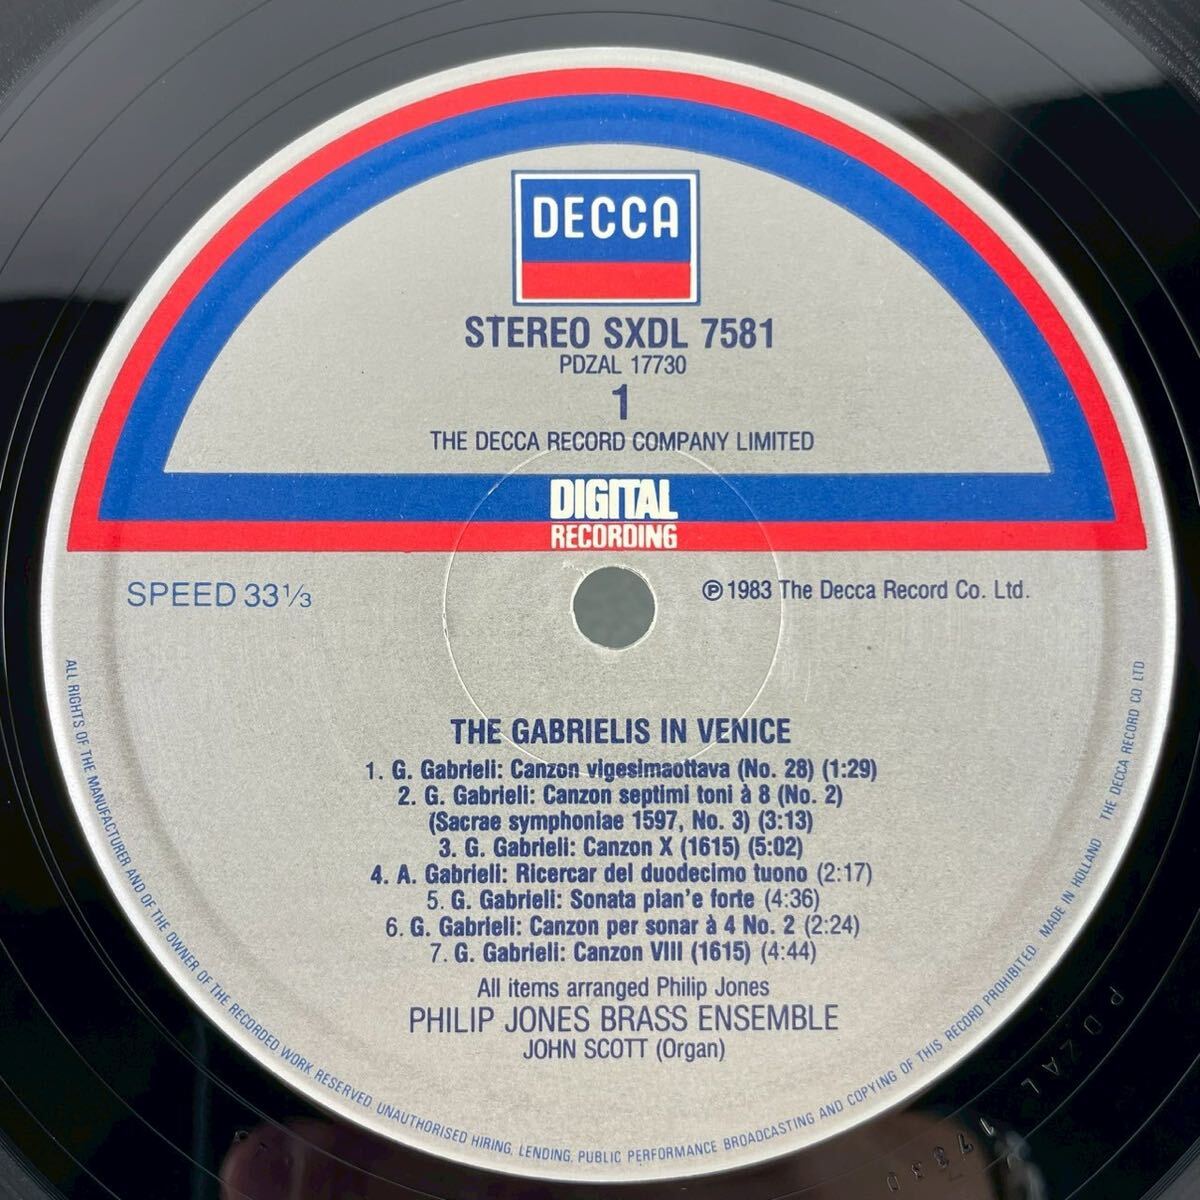 DECCA
STEREO SXDL 7581
PDZAL 17730
1
THE DECCA RECORD COMPANY LIMITED
DIGITAL
RECORDING
SPEED 33⅓
℗ 1983 The Decca Record Co. Ltd.
THE GABRIELIS IN VENICE
1. G. Gabrieli: Canzon vigesimaottava (No. 28) (1:29)
2. G. Gabrieli: Canzon septimi toni à 8 (No. 2)
(Sacrae symphoniae 1597, No. 3) (3:13)
3. G. Gabrieli: Canzon X (1615) (5:02)
4. A. Gabrieli: Ricercar del duodecimo tuono (2:17)
5. G. Gabrieli: Sonata pian'e forte (4:36)
6. G. Gabrieli: Canzon per sonar à 4 No. 2 (2:24)
7. G. Gabrieli: Canzon VIII (1615) (4:44)
All items arranged Philip Jones
PHILIP JONES BRASS ENSEMBLE
JOHN SCOTT (Organ)
ALL RIGHTS OF THE MANUFACTURER AND OF THE OWNER OF THE RECORDED WORK RESERVED. UNAUTHORISED HIRING, LENDING, PUBLIC PERFORMANCE BROADCASTING AND COPYING OF THIS RECORD PROHIBITED. MADE IN HOLLAND THE DECCA RECORD CO LTD
PDZAL 17730